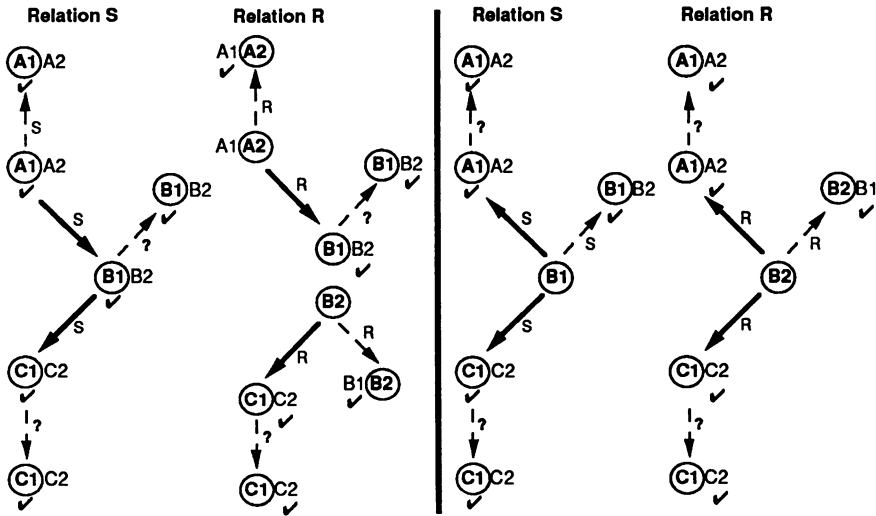 Relation S
Relation R
Relation S
Relation R
A1 A2
A1 A2
A1 A2
A1 A2
S
R
?
?
A1 A2
A1 A2
A1 A2
A1 A2
B1 B2
B1 B2
B1 B2
B2 B1
S
R
S
R
?
?
S
R
B1 B2
B1 B2
B1
B2
B2
S
R
R
S
R
C1 C2
C1 C2
B1 B2
C1 C2
C1 C2
?
?
?
?
C1 C2
C1 C2
C1 C2
C1 C2